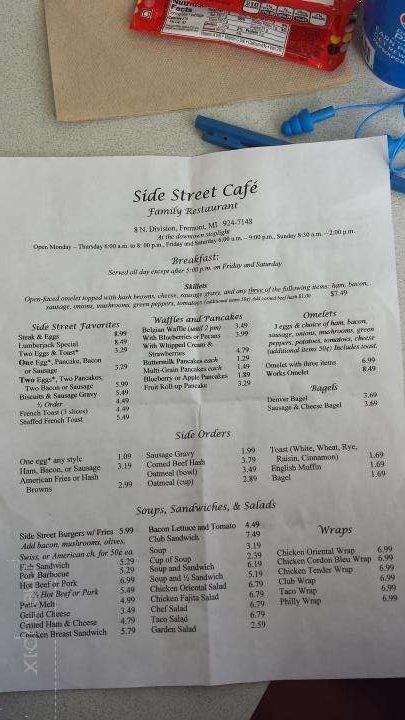 Nutrition
Facts
Side Street Café
Family Restaurant
8 N. Division, Fremont, MI 924-7148
At the downtown stoplight
Open Monday – Thursday 6:00 a.m. to 8: 00 p.m., Friday and Saturday 6:00 a.m. – 9:00 p.m., Sunday 8:30 a.m. – 2:00 p.m.
Breakfast:
Served all day except after 5:00 p.m. on Friday and Saturday
Skillets
Open-faced omelet topped with hash browns, cheese, sausage gravy, and any three of the following items: ham, bacon,
sausage, onions, mushrooms, green peppers, tomatoes. $7.49
Side Street Favorites
Steak & Eggs 8.99
Lumberjack Special 8.49
Two Eggs & Toast* 3.29
One Egg*, Pancake, Bacon
or Sausage 5.29
Two Eggs*, Two Pancakes,
Two Bacon or Sausage 5.99
Biscuits & Sausage Gravy 5.49
½ Order 4.49
French Toast (3 slices) 4.49
Stuffed French Toast 5.49
Waffles and Pancakes
Belgian Waffle (until 2 pm) 3.49
With Blueberries or Pecans 4.49
With Whipped Cream &
Strawberries 4.79
Buttermilk Pancakes each 1.29
Multi-Grain Pancakes each 1.49
Blueberry or Apple Pancakes 1.89
Fruit Roll-up Pancake 3.29
Omelets
3 eggs & choice of ham, bacon,
sausage, onions, mushrooms, green
peppers, potatoes, tomatoes, cheese
(additional items 50¢) Includes toast.
Omelet with three items 6.99
Works Omelet 8.49
Bagels
Denver Bagel 3.69
Sausage & Cheese Bagel 3.69
Side Orders
One egg* any style 1.09
Ham, Bacon, or Sausage 3.19
American Fries or Hash
Browns 2.99
Sausage Gravy 1.99
Corned Beef Hash 3.79
Oatmeal (bowl) 3.49
Oatmeal (cup) 2.89
Toast (White, Wheat, Rye,
Raisin, Cinnamon) 1.69
English Muffin 1.69
Bagel 1.69
Soups, Sandwiches, & Salads
Side Street Burgers w/ Fries 5.99
Add bacon, mushrooms, olives,
Swiss, or American ch. for 50¢ ea
Fish Sandwich 5.29
Pork Barbecue 5.29
Hot Beef or Pork 6.99
Hot Beef or Pork 5.49
Patty Melt 4.99
Grilled Cheese 3.49
Grilled Ham & Cheese 4.79
Chicken Breast Sandwich 5.79
Bacon Lettuce and Tomato 4.49
Club Sandwich 7.49
Soup 3.19
Cup of Soup 2.39
Soup and Sandwich 6.19
Soup and ½ Sandwich 5.19
Chicken Oriental Salad 6.79
Chicken Fajita Salad 6.79
Chef Salad 6.79
Taco Salad 6.79
Garden Salad 2.59
Wraps
Chicken Oriental Wrap 6.99
Chicken Cordon Bleu Wrap 6.99
Chicken Tender Wrap 6.99
Club Wrap 6.99
Taco Wrap 6.99
Philly Wrap 6.99